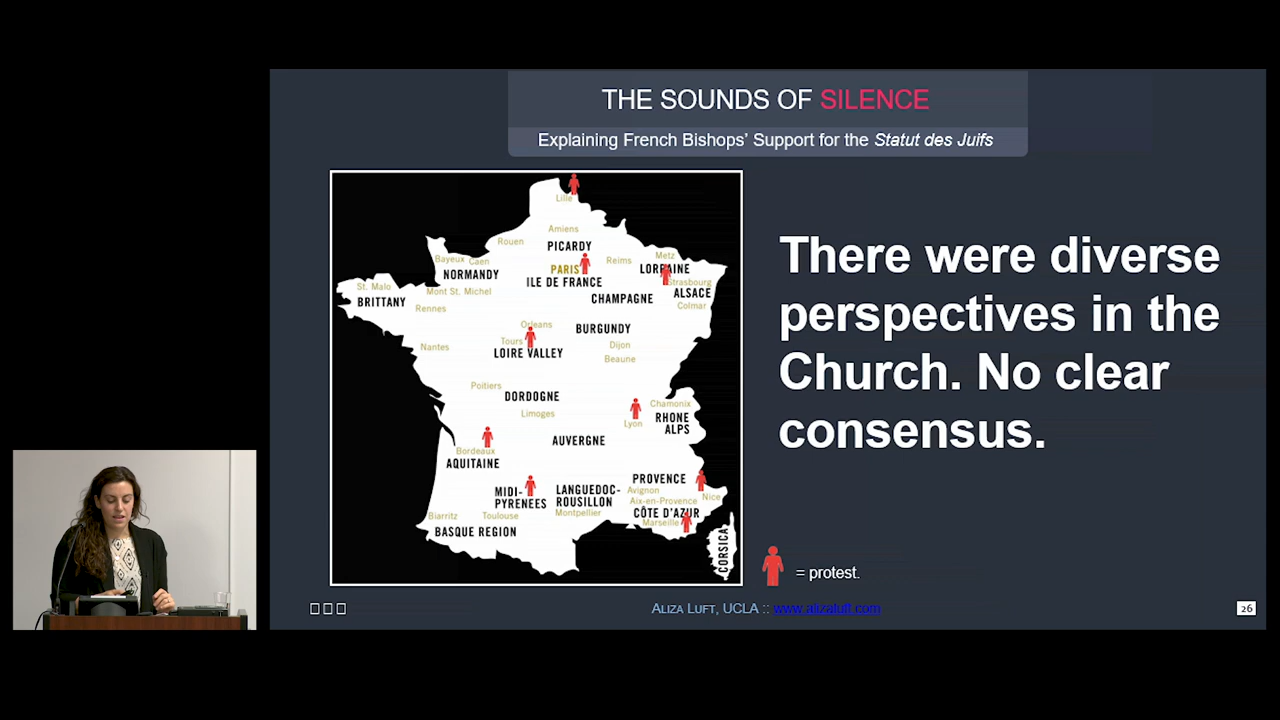 THE SOUNDS OF SILENCE
Explaining French Bishops' Support for the Statut des Juifs
Lille
Amiens
Rouen
PICARDY
Bayeux Caen
NORMANDY
PARIS
Reims
Metz
LORRAINE
ILE DE FRANCE
Strasbourg
ALSACE
St. Malo
Mont St. Michel
BRITTANY
CHAMPAGNE
Colmar
Rennes
Orleans
BURGUNDY
Nantes
Tours
Dijon
LOIRE VALLEY
Beaune
Poitiers
DORDOGNE
Chamonix
Limoges
Lyon
RHONE
ALPS
AUVERGNE
Bordeaux
AQUITAINE
PROVENCE
MIDI-
PYRENEES
LANGUEDOC-
ROUSILLON
Avignon
Nice
Aix-en-Provence
CÔTE D'AZUR
Biarritz
Toulouse
Montpellier
Marseille
BASQUE REGION
CORSICA
There were diverse
perspectives in the
Church. No clear
consensus.
= protest.
ALIZA LUFT, UCLA :: www.alizaluft.com
26